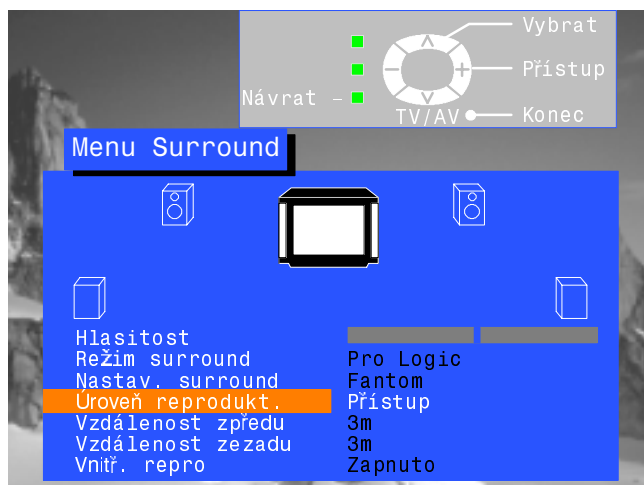 Vybrat
Přístup
Návrat –
TV/AV
Konec
Menu Surround
Hlasitost
Režim surround Pro Logic
Nastav. surround Fantom
Úroveň reprodukt. Přístup
Vzdálenost zpředu 3m
Vzdálenost zezadu 3m
Vnitř. repro Zapnuto